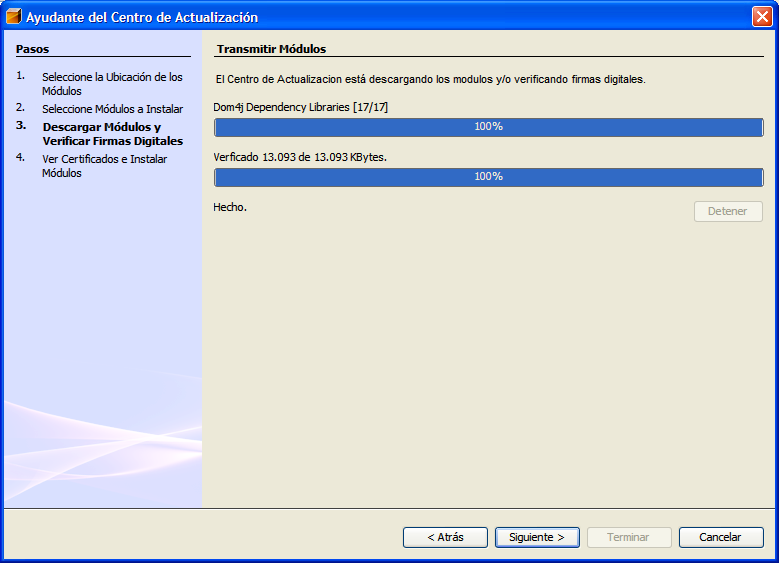 Ayudante del Centro de Actualización
Pasos
1. Seleccione la Ubicación de los
Módulos
2. Seleccione Módulos a Instalar
3. Descargar Módulos y
Verificar Firmas Digitales
4. Ver Certificados e Instalar
Módulos
Transmitir Módulos
El Centro de Actualizacion está descargando los modulos y/o verificando firmas digitales.
Dom4j Dependency Libraries [17/17]
100%
Verficado 13.093 de 13.093 KBytes.
100%
Hecho.
Detener
< Atrás
Siguiente >
Terminar
Cancelar